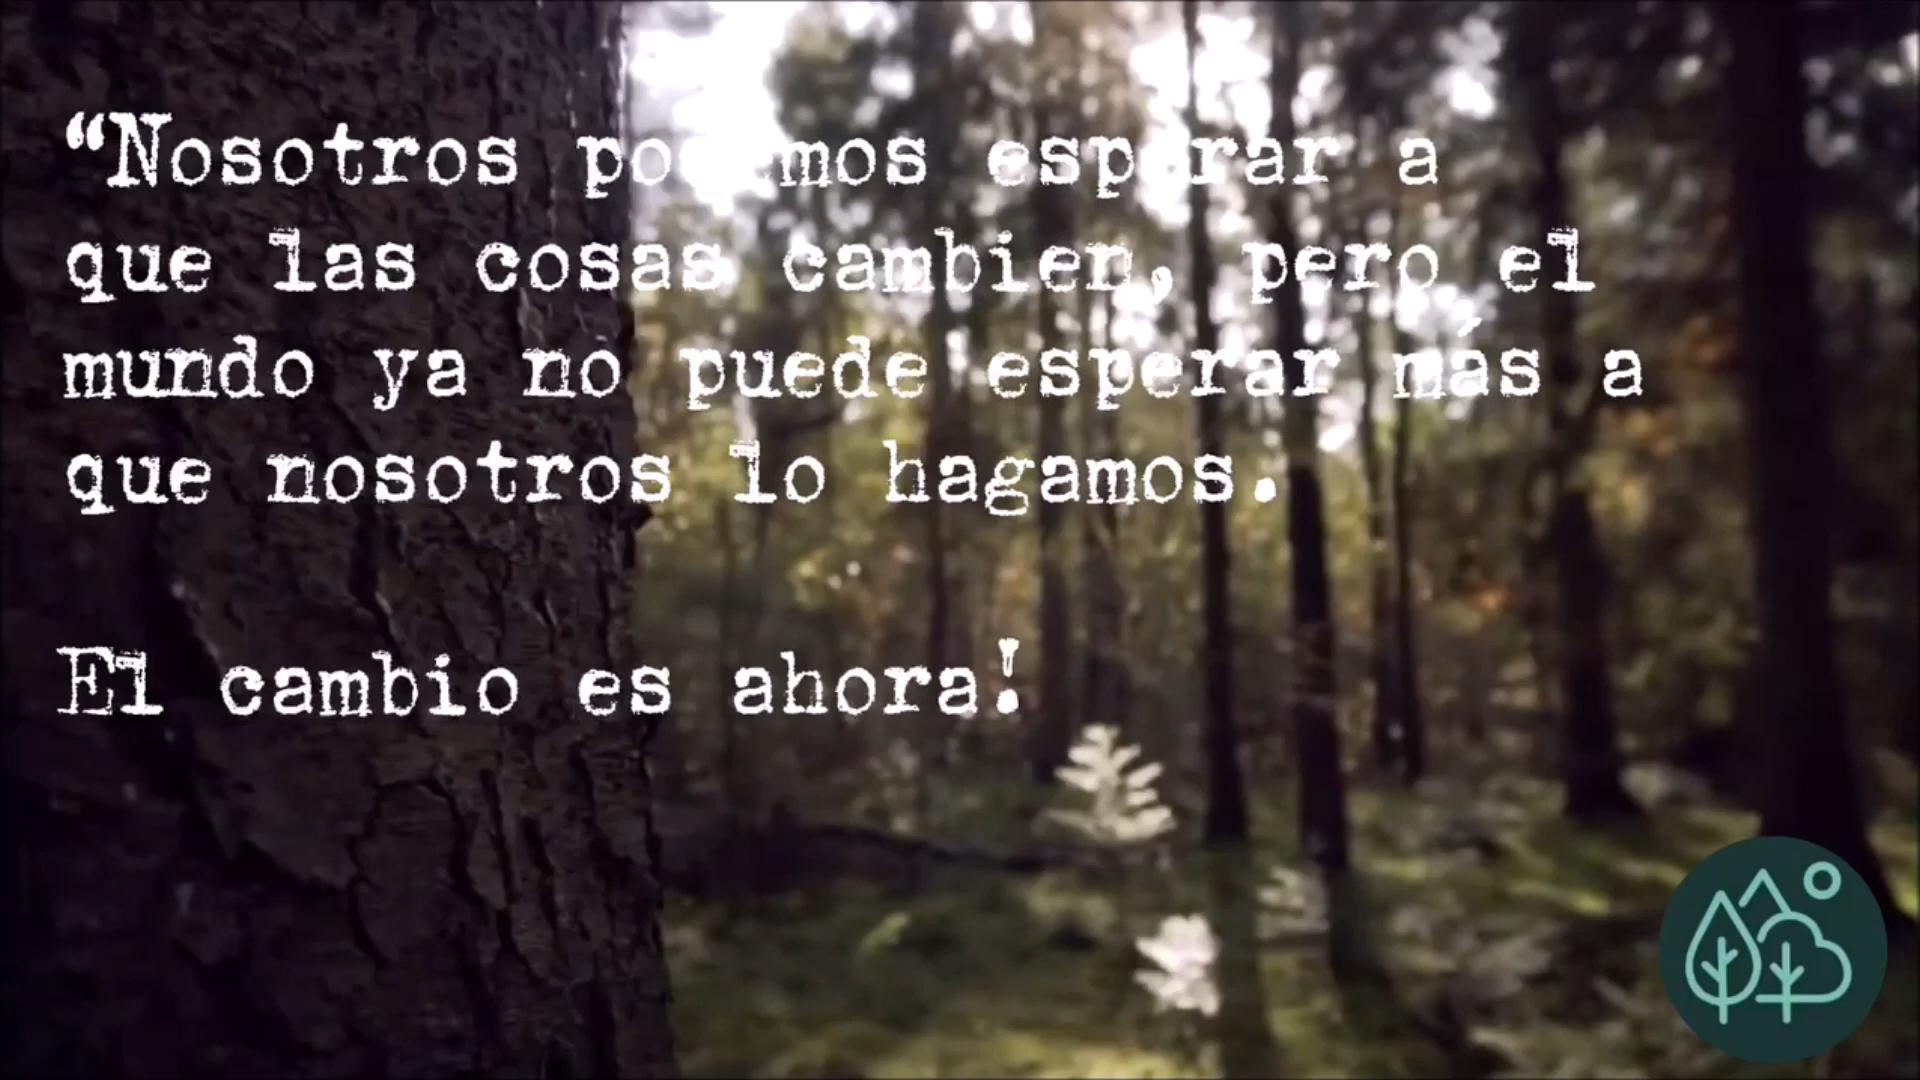 “Nosotros podemos esperar a
que las cosas cambien, pero el
mundo ya no puede esperar más a
que nosotros lo hagamos.
El cambio es ahora!